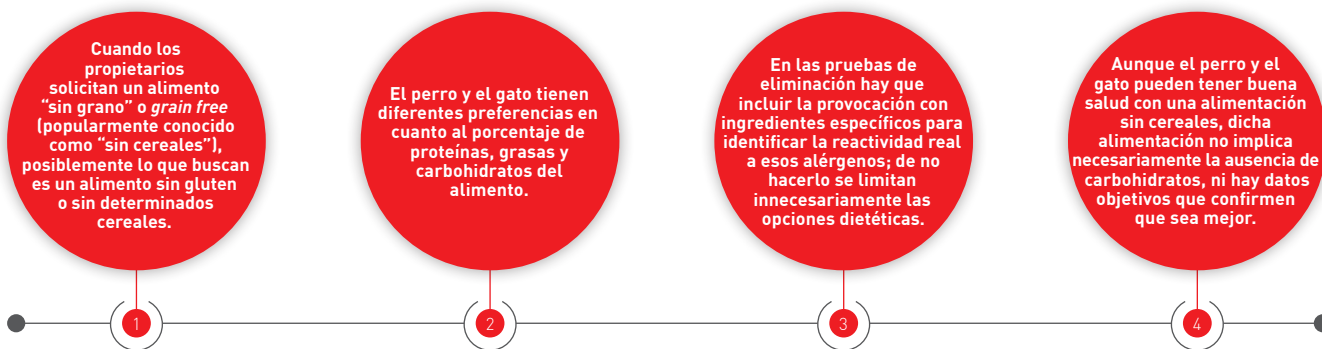 Cuando los
propietarios
solicitan un alimento
“sin grano” o grain free
(popularmente conocido
como “sin cereales”),
posiblemente lo que buscan
es un alimento sin gluten
o sin determinados
cereales.
1
El perro y el gato tienen
diferentes preferencias en
cuanto al porcentaje de
proteínas, grasas y
carbohidratos del
alimento.
2
En las pruebas de
eliminación hay que
incluir la provocación con
ingredientes específicos para
identificar la reactividad real
a esos alérgenos; de no
hacerlo se limitan
innecesariamente las
opciones dietéticas.
3
Aunque el perro y el
gato pueden tener buena
salud con una alimentación
sin cereales, dicha
alimentación no implica
necesariamente la ausencia de
carbohidratos, ni hay datos
objetivos que confirmen
que sea mejor.
4